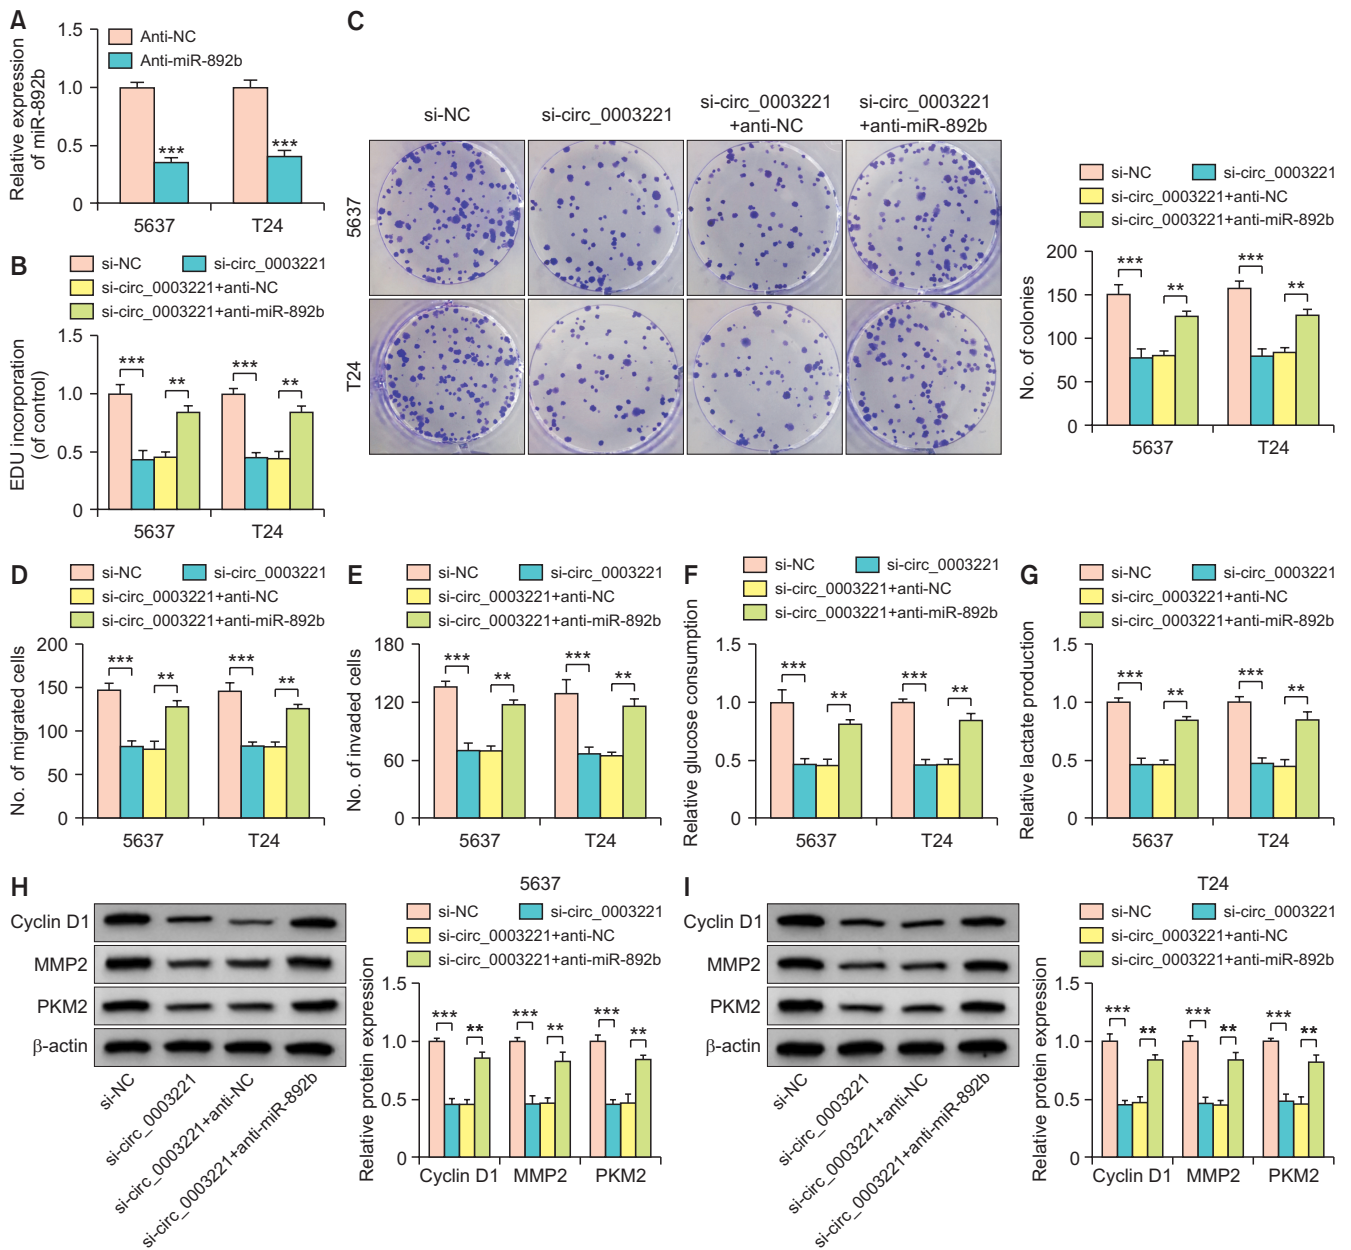 A
Relative expression
of miR-892b
1.5
1.0
0.5
0
Anti-NC
Anti-miR-892b
***
***
5637
T24
B
si-NC
si-circ_0003221
si-circ_0003221+anti-NC
si-circ_0003221+anti-miR-892b
EDU incorporation
(of control)
1.5
1.0
0.5
0
***
**
***
**
5637
T24
C
si-NC
si-circ_0003221
si-circ_0003221
+anti-NC
si-circ_0003221
+anti-miR-892b
5637
T24
si-NC
si-circ_0003221
si-circ_0003221+anti-NC
si-circ_0003221+anti-miR-892b
No. of colonies
200
150
100
50
0
***
**
***
**
5637
T24
D
si-NC
si-circ_0003221
si-circ_0003221+anti-NC
si-circ_0003221+anti-miR-892b
No. of migrated cells
200
150
100
50
0
***
**
***
**
5637
T24
E
si-NC
si-circ_0003221
si-circ_0003221+anti-NC
si-circ_0003221+anti-miR-892b
No. of invaded cells
180
120
60
0
***
**
***
**
5637
T24
F
si-NC
si-circ_0003221
si-circ_0003221+anti-NC
si-circ_0003221+anti-miR-892b
Relative glucose consumption
1.5
1.0
0.5
0
***
**
***
**
5637
T24
G
si-NC
si-circ_0003221
si-circ_0003221+anti-NC
si-circ_0003221+anti-miR-892b
Relative lactate production
1.5
1.0
0.5
0
***
**
***
**
5637
T24
H
Cyclin D1
MMP2
PKM2
β-actin
si-NC
si-circ_0003221
si-circ_0003221+anti-NC
si-circ_0003221+anti-miR-892b
5637
si-NC
si-circ_0003221
si-circ_0003221+anti-NC
si-circ_0003221+anti-miR-892b
Relative protein expression
1.5
1.0
0.5
0
***
**
***
**
***
**
Cyclin D1
MMP2
PKM2
I
Cyclin D1
MMP2
PKM2
β-actin
si-NC
si-circ_0003221
si-circ_0003221+anti-NC
si-circ_0003221+anti-miR-892b
T24
si-NC
si-circ_0003221
si-circ_0003221+anti-NC
si-circ_0003221+anti-miR-892b
Relative protein expression
1.5
1.0
0.5
0
***
**
***
**
***
**
Cyclin D1
MMP2
PKM2